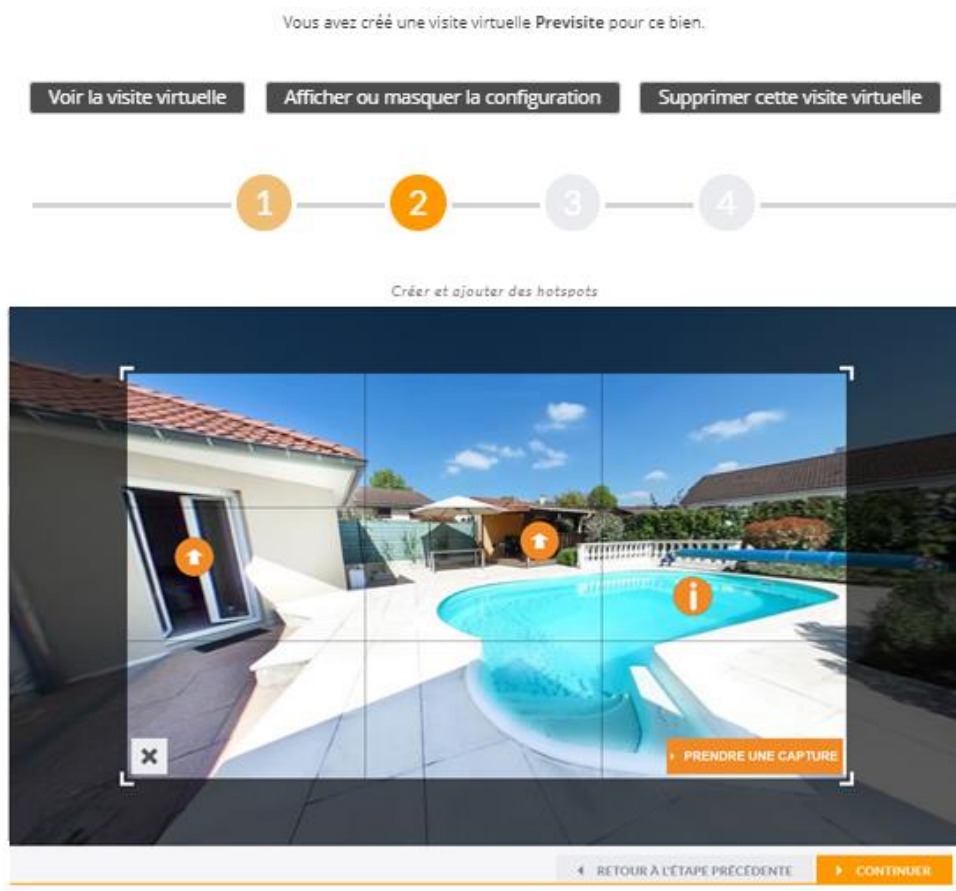 Vous avez créé une visite virtuelle Previsite pour ce bien.
Voir la visite virtuelle
Afficher ou masquer la configuration
Supprimer cette visite virtuelle
1
2
3
4
Créer et ajouter des hotspots
i
PRENDRE UNE CAPTURE
RETOUR À L'ÉTAPE PRÉCÉDENTE
CONTINUER